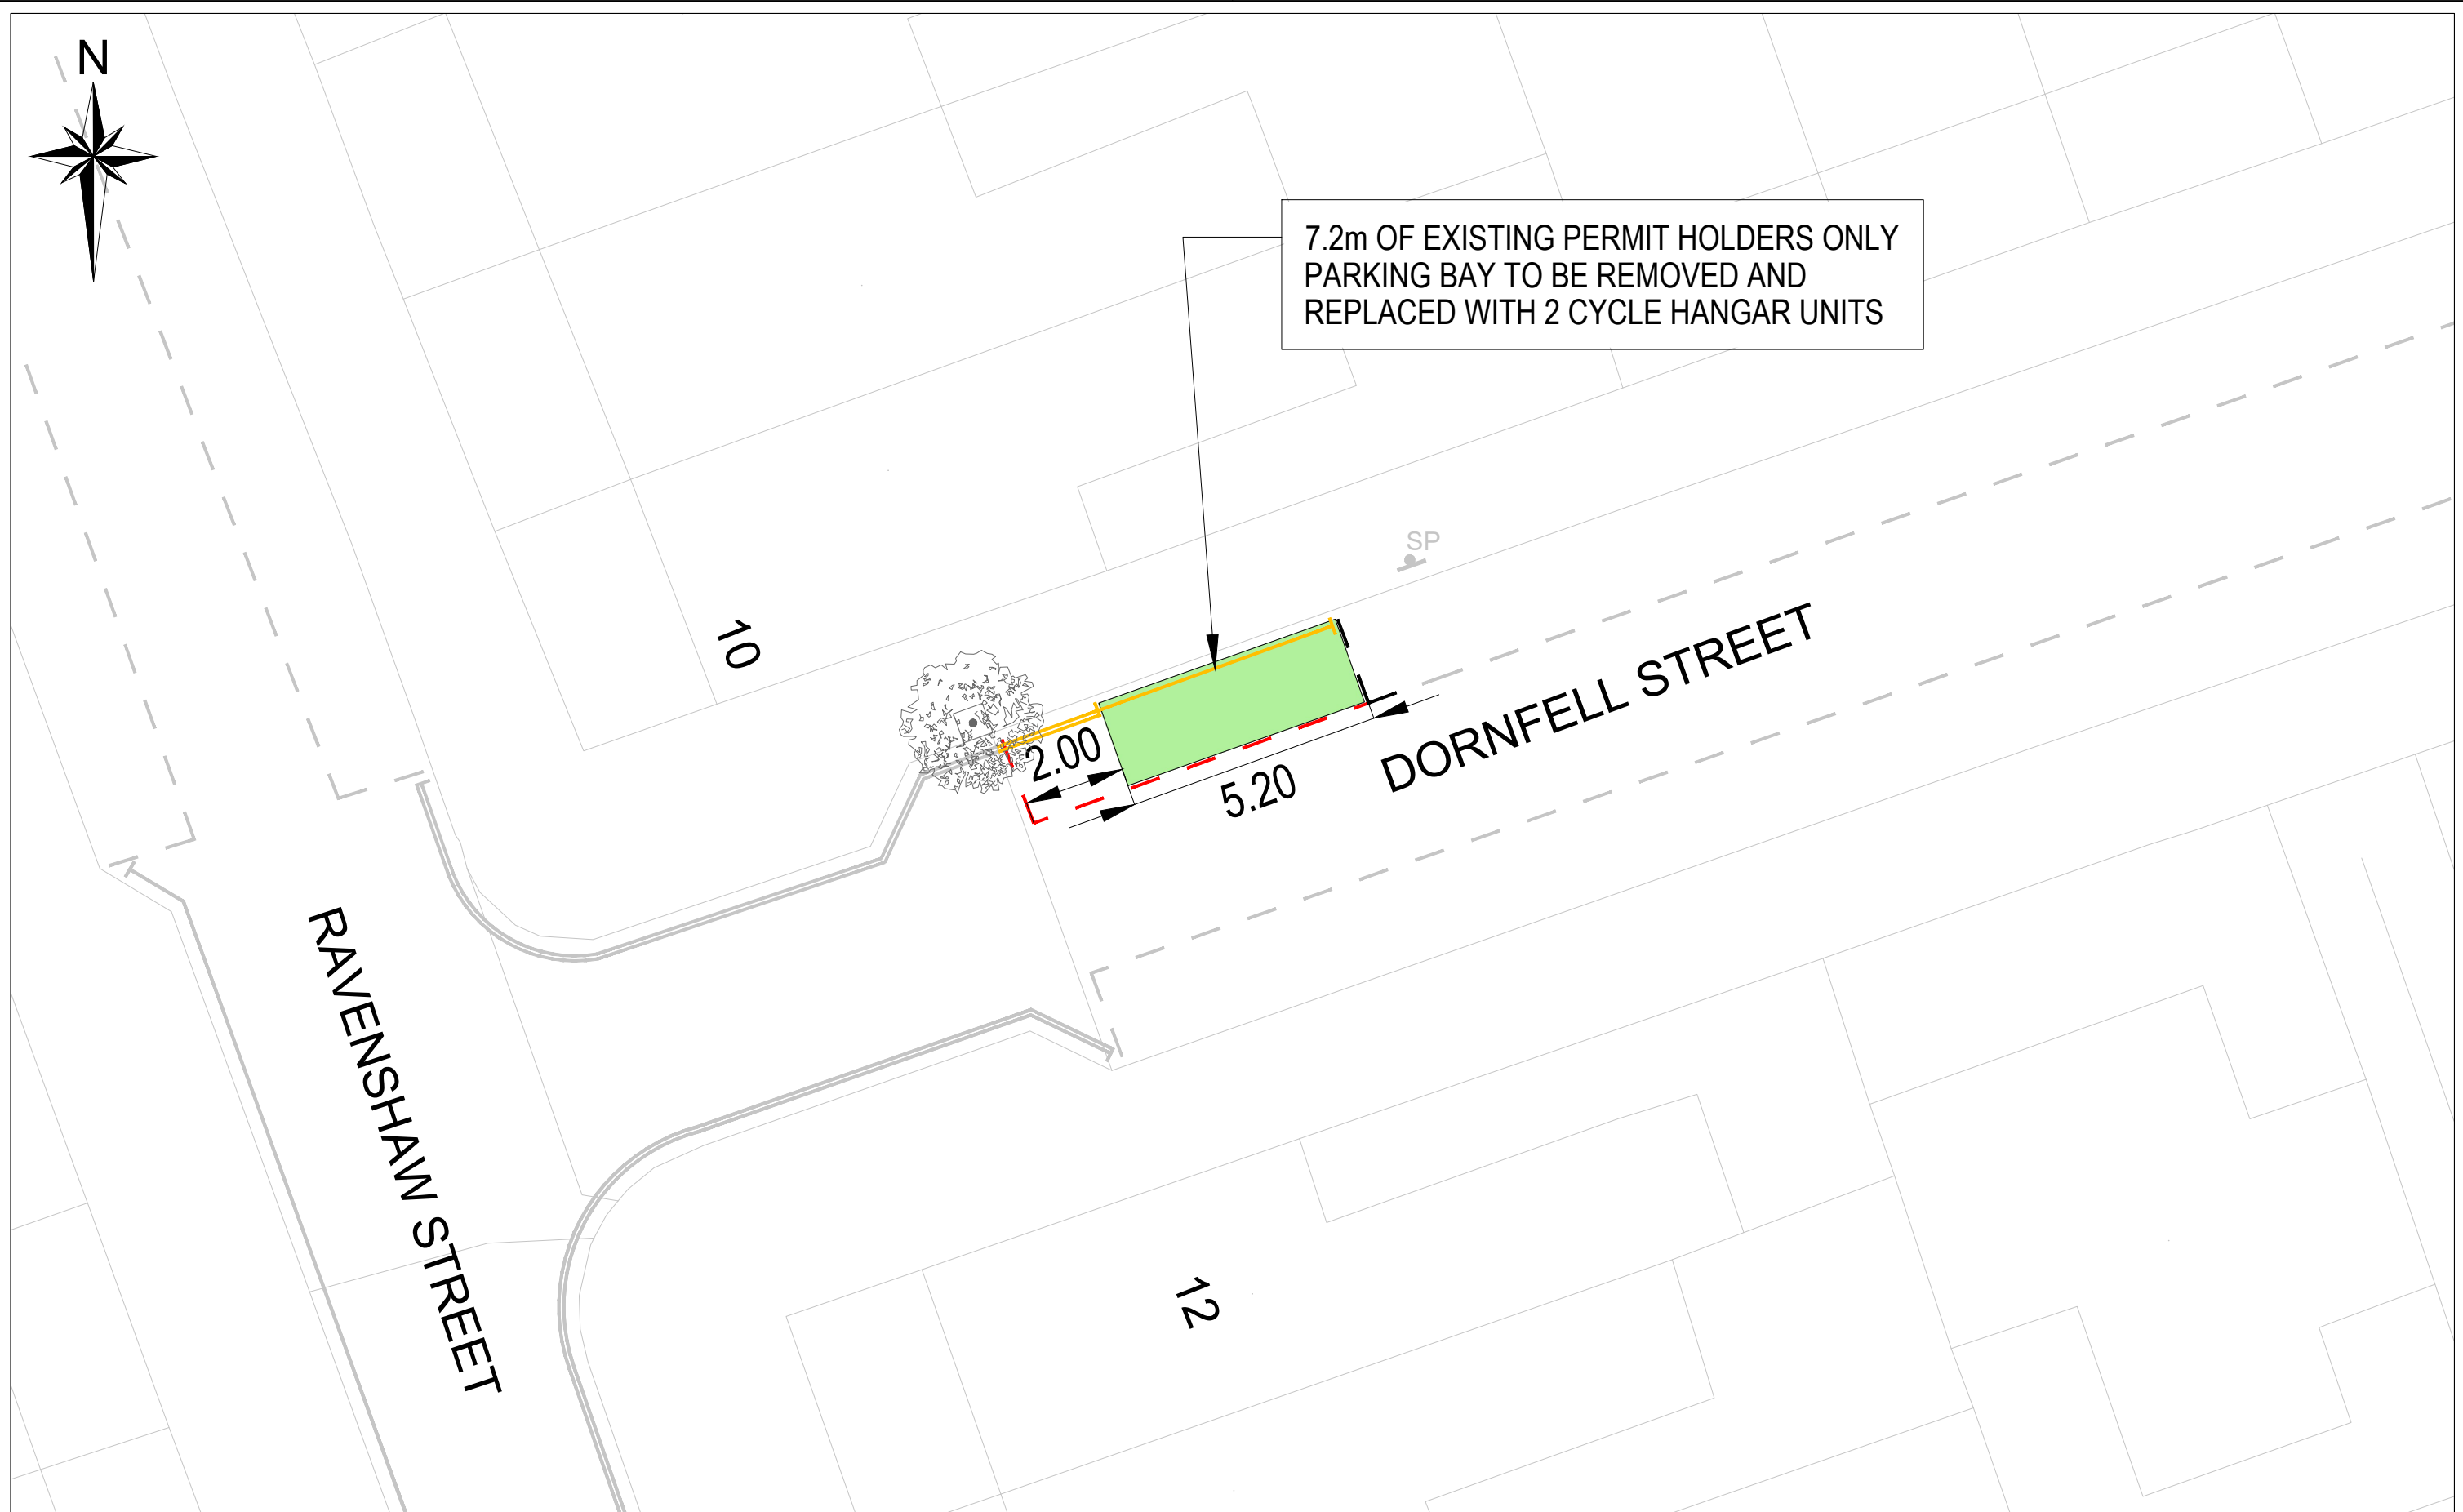 N
7.2m OF EXISTING PERMIT HOLDERS ONLY
PARKING BAY TO BE REMOVED AND
REPLACED WITH 2 CYCLE HANGAR UNITS
SP
10
2.00
5.20
DORNFELL STREET
RAVENSHAW STREET
12